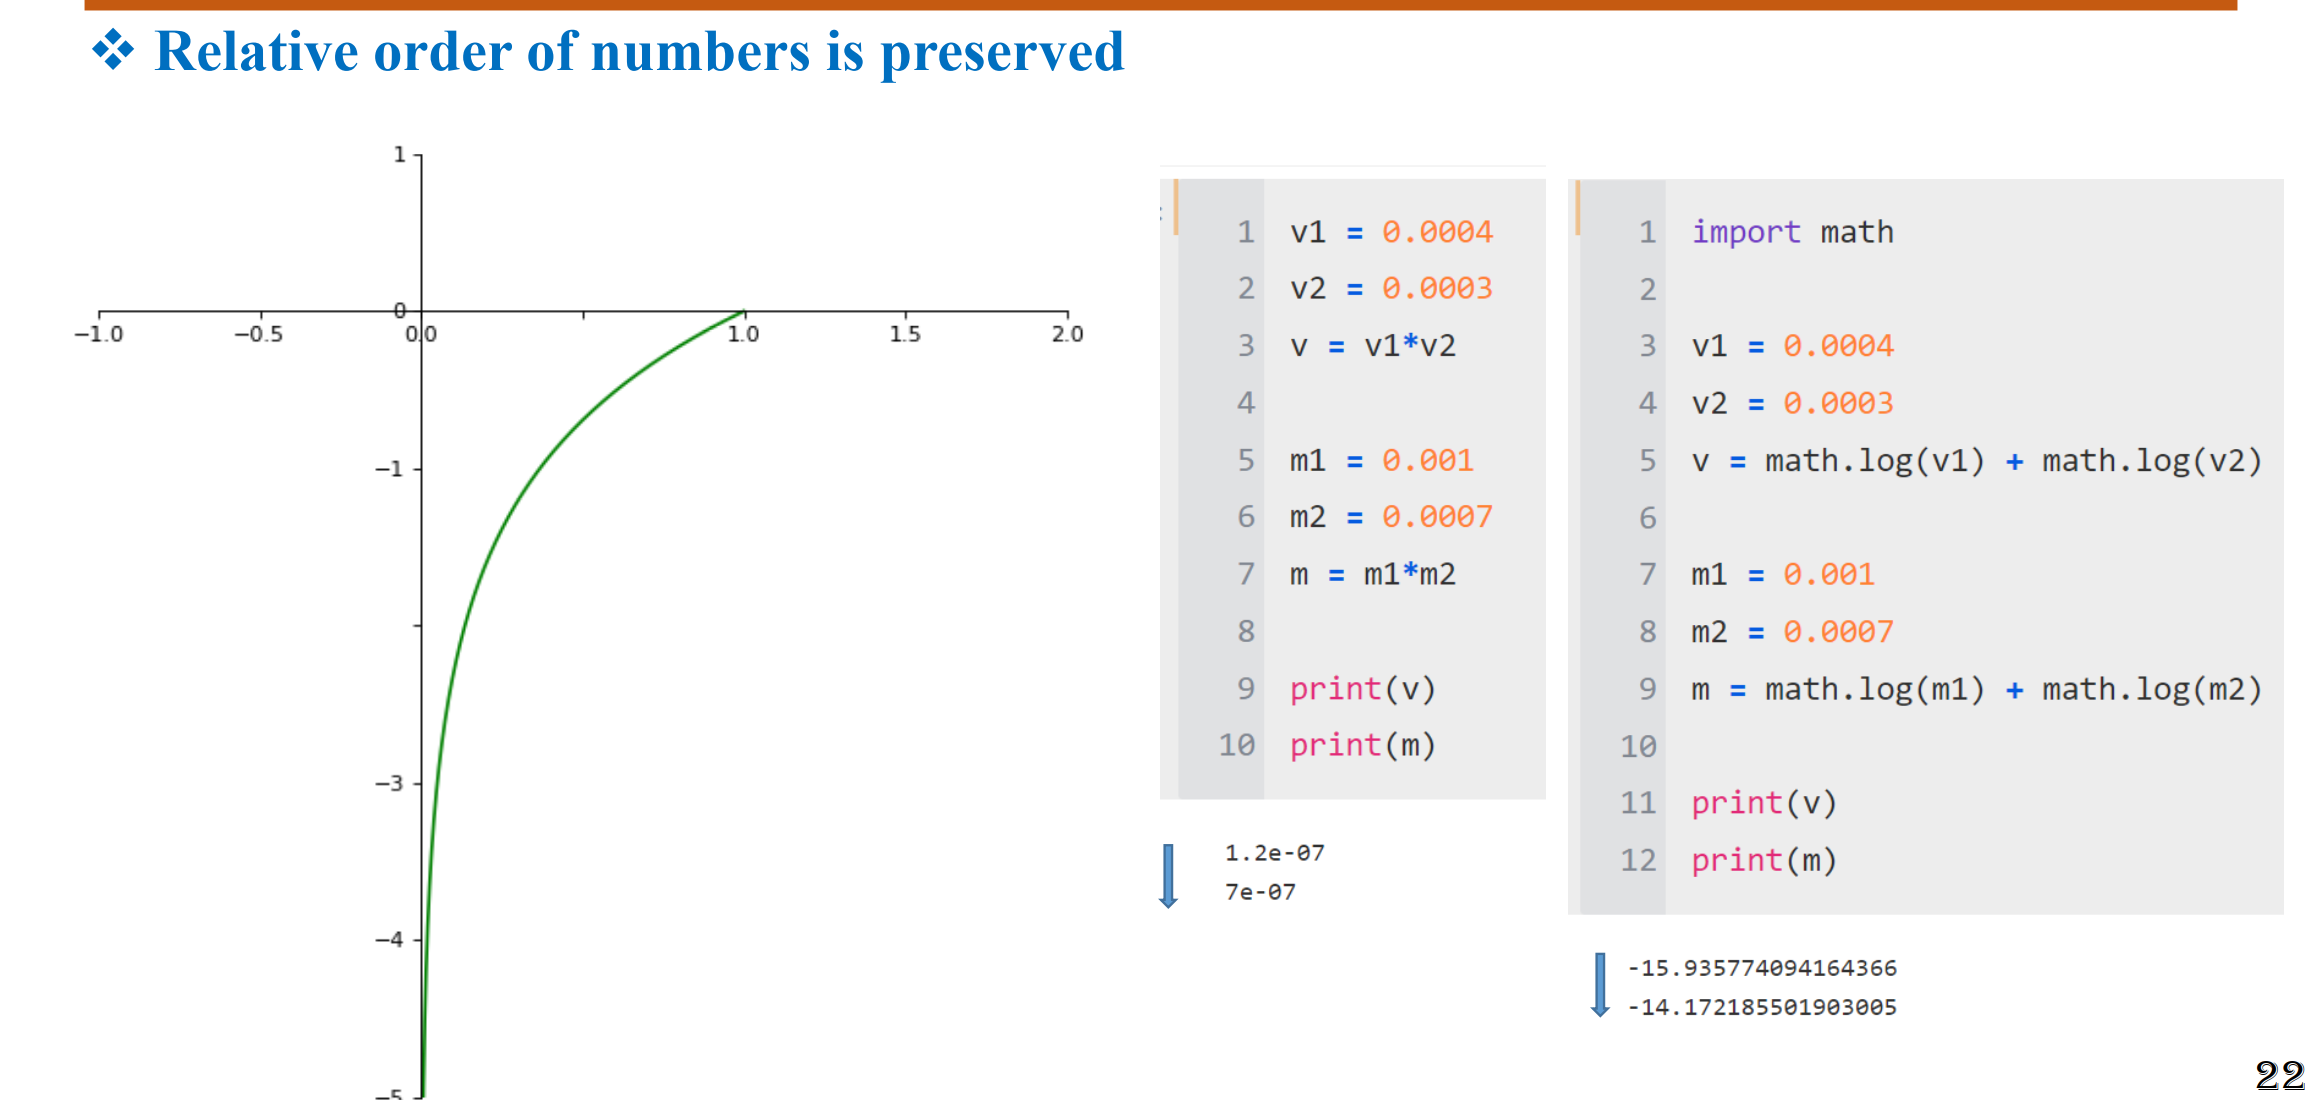 ❖ Relative order of numbers is preserved
1
0
−1.0 −0.5 0.0 1.0 1.5 2.0
−1
−3
−4
−5
1 v1 = 0.0004
2 v2 = 0.0003
3 v = v1*v2
4
5 m1 = 0.001
6 m2 = 0.0007
7 m = m1*m2
8
9 print(v)
10 print(m)
1.2e-07
7e-07
1 import math
2
3 v1 = 0.0004
4 v2 = 0.0003
5 v = math.log(v1) + math.log(v2)
6
7 m1 = 0.001
8 m2 = 0.0007
9 m = math.log(m1) + math.log(m2)
10
11 print(v)
12 print(m)
-15.935774094164366
-14.172185501903005
22